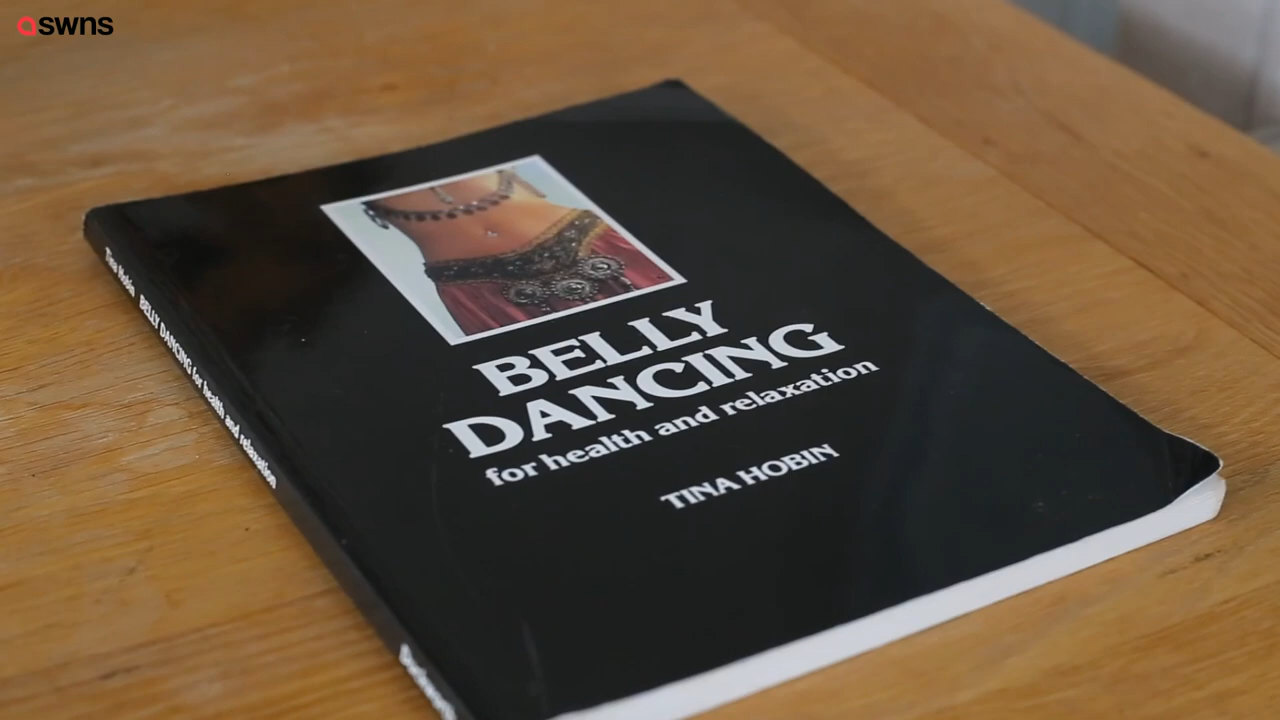 swns
BELLY
DANCING
for health and relaxation
TINA HOBIN
Tina Hobin BELLY DANCING for health and relaxation